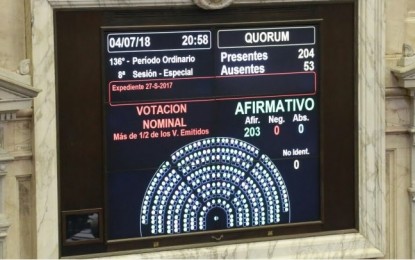 04/07/18 20:58
136° - Periodo Ordinario
8ª Sesión - Especial
QUORUM
Presentes 204
Ausentes 53
Expediente 27-S-2017
VOTACION
NOMINAL
Más de 1/2 de los V. Emitidos
AFIRMATIVO
Afir. Neg. Abs.
203 0 0
No Ident.
0